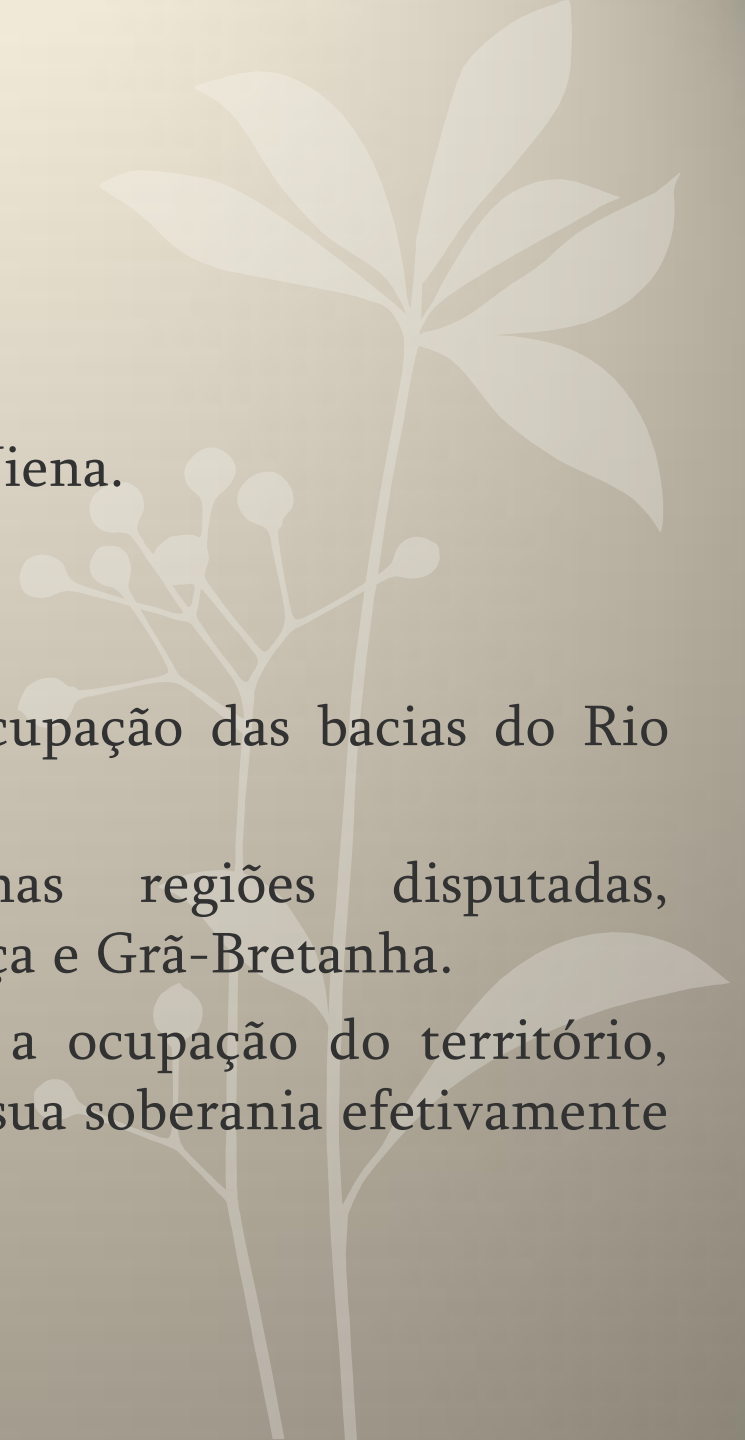 iena.
cupação das bacias do Rio
nas regiões disputadas,
ça e Grã-Bretanha.
a ocupação do território,
sua soberania efetivamente